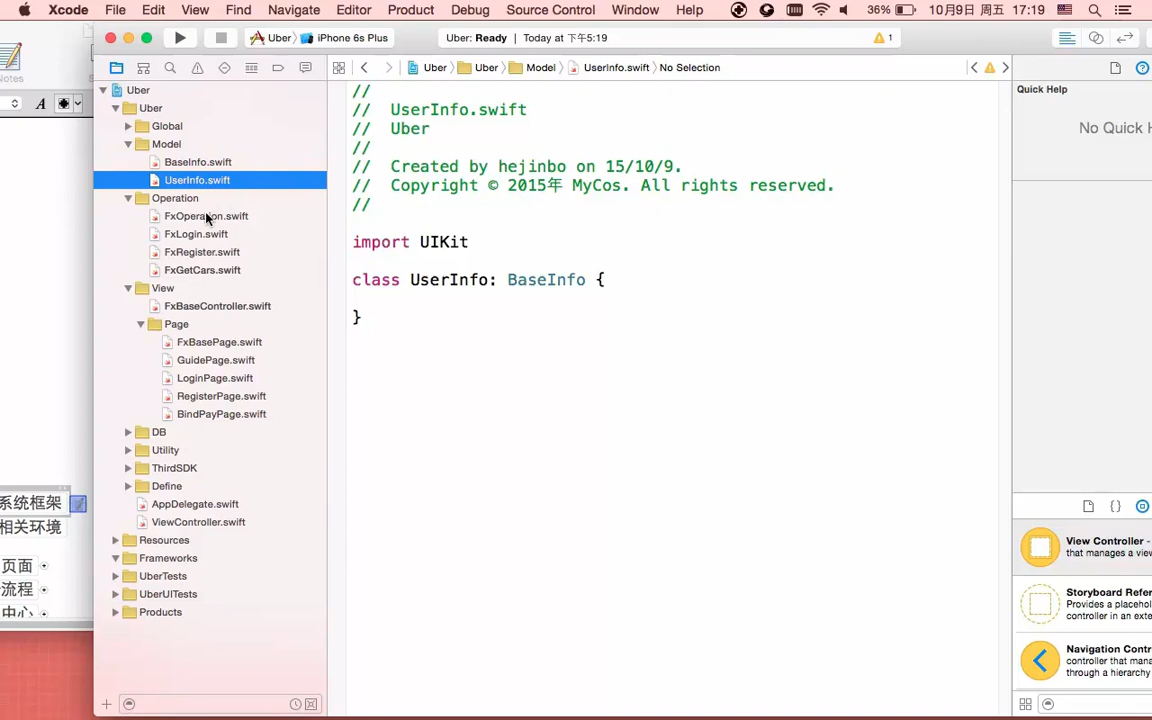 Xcode File Edit View Find Navigate Editor Product Debug Source Control Window Help 36% 10月9日 周五 17:19
Uber iPhone 6s Plus Uber: Ready | Today at 下午5:19 1
Notes
Uber Uber Model UserInfo.swift No Selection
A
Quick Help
No Quick H
Uber
Uber
Global
Model
BaseInfo.swift
UserInfo.swift
Operation
FxOperation.swift
FxLogin.swift
FxRegister.swift
FxGetCars.swift
View
FxBaseController.swift
Page
FxBasePage.swift
GuidePage.swift
LoginPage.swift
RegisterPage.swift
BindPayPage.swift
DB
Utility
ThirdSDK
Define
AppDelegate.swift
ViewController.swift
Resources
Frameworks
UberTests
UberUITests
Products
//
// UserInfo.swift
// Uber
//
// Created by hejinbo on 15/10/9.
// Copyright © 2015年 MyCos. All rights reserved.
//
import UIKit
class UserInfo: BaseInfo {
}
系统框架
相关环境
页面
流程
中心
View Controller -
that manages a view
Storyboard Refer
Provides a placehol
controller in an exte
Navigation Contr
controller that mana
through a hierarchy